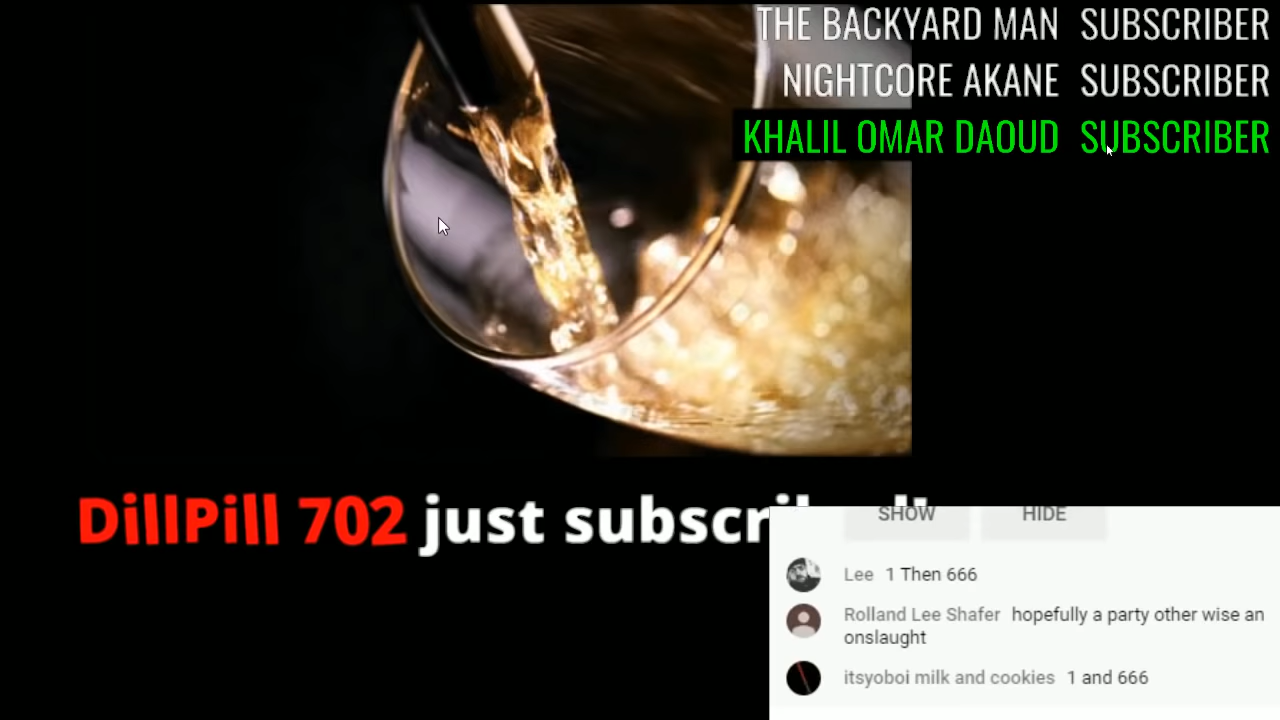 THE BACKYARD MAN SUBSCRIBER
NIGHTCORE AKANE SUBSCRIBER
KHALIL OMAR DAOUD SUBSCRIBER
DillPill 702 just
SHOW HIDE
Lee 1 Then 666
Rolland Lee Shafer hopefully a party other wise an
onslaught
itsyoboi milk and cookies 1 and 666